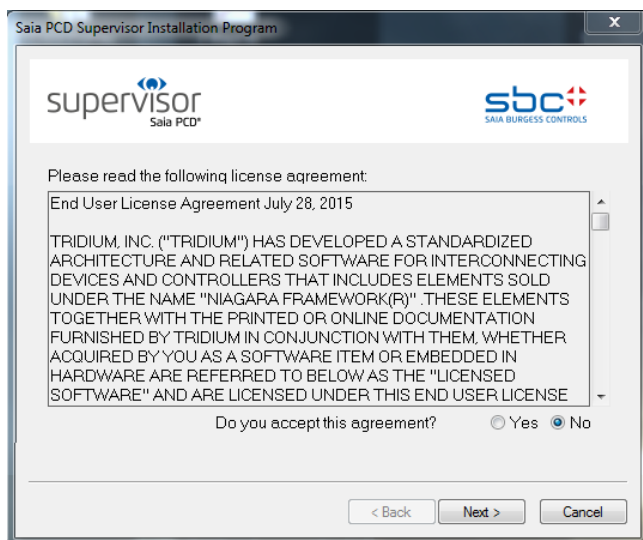 Saia PCD Supervisor Installation Program
x
supervisor
Saia PCD®
sbc
SAIA BURGESS CONTROLS
Please read the following license agreement:
End User License Agreement July 28, 2015
TRIDIUM, INC. ("TRIDIUM") HAS DEVELOPED A STANDARDIZED
ARCHITECTURE AND RELATED SOFTWARE FOR INTERCONNECTING
DEVICES AND CONTROLLERS THAT INCLUDES ELEMENTS SOLD
UNDER THE NAME "NIAGARA FRAMEWORK(R)" .THESE ELEMENTS
TOGETHER WITH THE PRINTED OR ONLINE DOCUMENTATION
FURNISHED BY TRIDIUM IN CONJUNCTION WITH THEM, WHETHER
ACQUIRED BY YOU AS A SOFTWARE ITEM OR EMBEDDED IN
HARDWARE ARE REFERRED TO BELOW AS THE "LICENSED
SOFTWARE" AND ARE LICENSED UNDER THIS END USER LICENSE
Do you accept this agreement? Yes No
< Back Next > Cancel